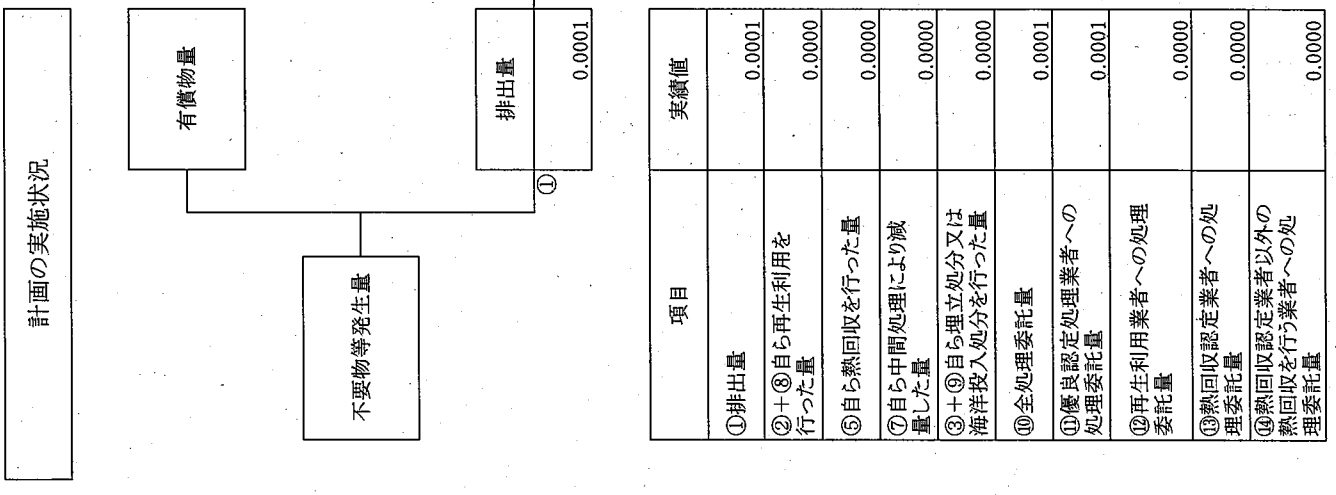 計画の実施状況
有償物量
不要物等発生量
排出量
①
0.0001
項目 実績値
①排出量 0.0001
②+⑧自ら再生利用を
行った量 0.0000
⑤自ら熱回収を行った量 0.0000
⑦自ら中間処理により減
量した量 0.0000
③+⑨自ら埋立処分又は
海洋投入処分を行った量 0.0000
⑩全処理委託量 0.0001
⑪優良認定処理業者への
処理委託量 0.0001
⑫再生利用業者への処理
委託量 0.0000
⑬熱回収認定業者への処
理委託量 0.0000
⑭熱回収認定業者以外の
熱回収を行う業者への処
理委託量 0.0000